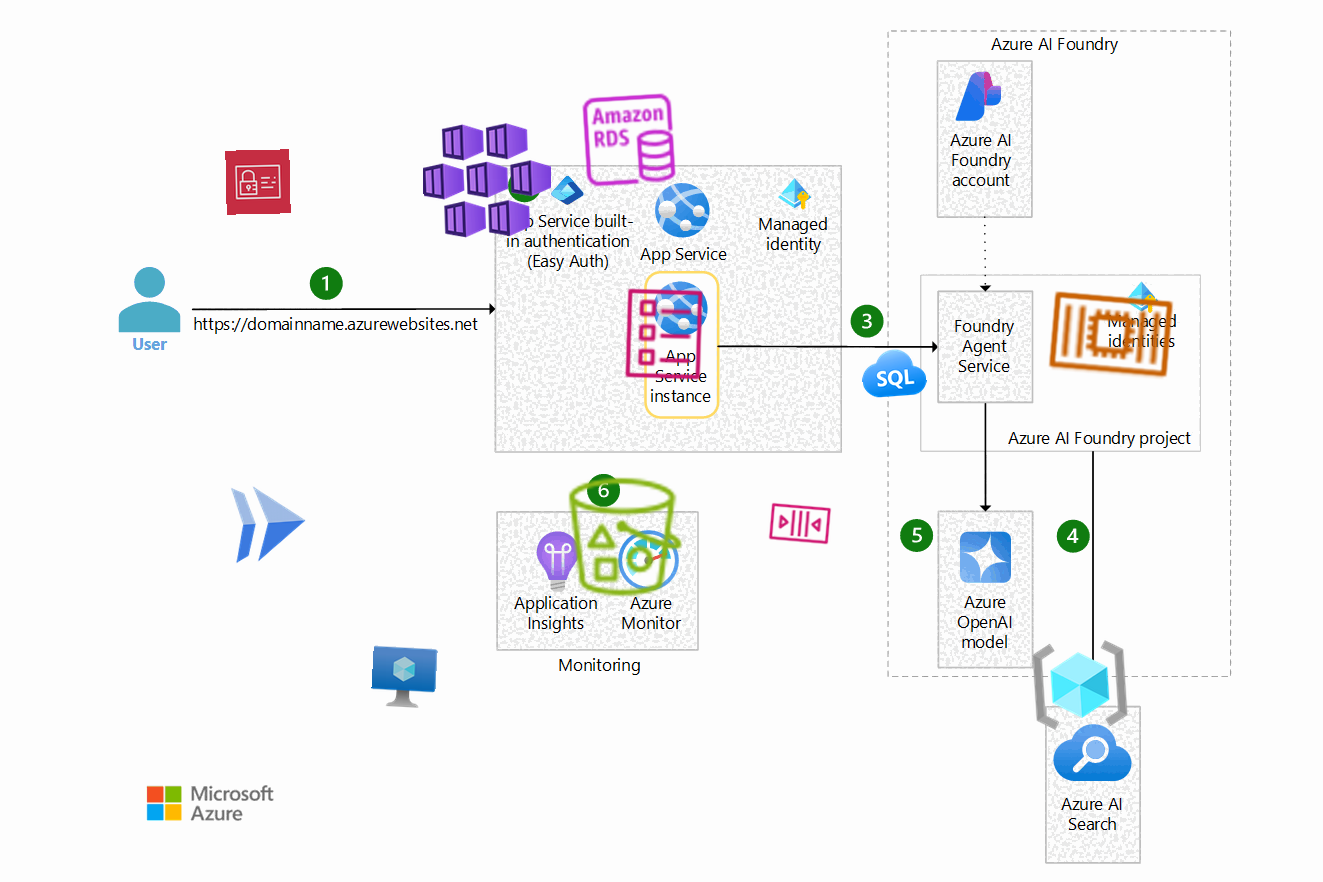 Azure AI Foundry
Azure AI
Foundry
account
Amazon
RDS
Service built-
in authentication
(Easy Auth)
App Service
Managed
identity
1
https://domainname.azurewebsites.net
User
App
Service
instance
3
SQL
Foundry
Agent
Service
Managed
identifies
Azure AI Foundry project
6
Application
Insights
Azure
Monitor
Monitoring
5
4
Azure
OpenAI
model
Azure AI
Search
Microsoft
Azure